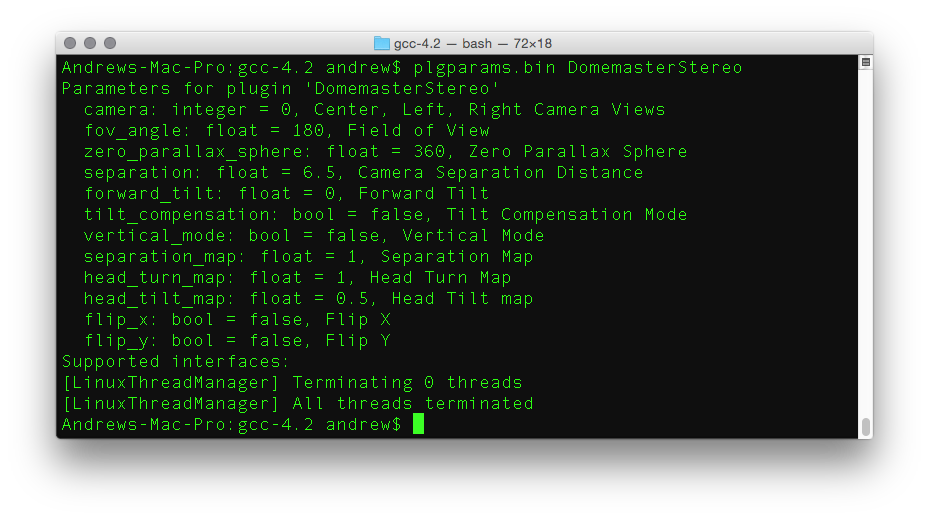 gcc-4.2 — bash — 72×18
Andrews-Mac-Pro:gcc-4.2 andrew$ plgparams.bin DomemasterStereo
Parameters for plugin 'DomemasterStereo'
camera: integer = 0, Center, Left, Right Camera Views
fov_angle: float = 180, Field of View
zero_parallax_sphere: float = 360, Zero Parallax Sphere
separation: float = 6.5, Camera Separation Distance
forward_tilt: float = 0, Forward Tilt
tilt_compensation: bool = false, Tilt Compensation Mode
vertical_mode: bool = false, Vertical Mode
separation_map: float = 1, Separation Map
head_turn_map: float = 1, Head Turn Map
head_tilt_map: float = 0.5, Head Tilt map
flip_x: bool = false, Flip X
flip_y: bool = false, Flip Y
Supported interfaces:
[LinuxThreadManager] Terminating 0 threads
[LinuxThreadManager] All threads terminated
Andrews-Mac-Pro:gcc-4.2 andrew$